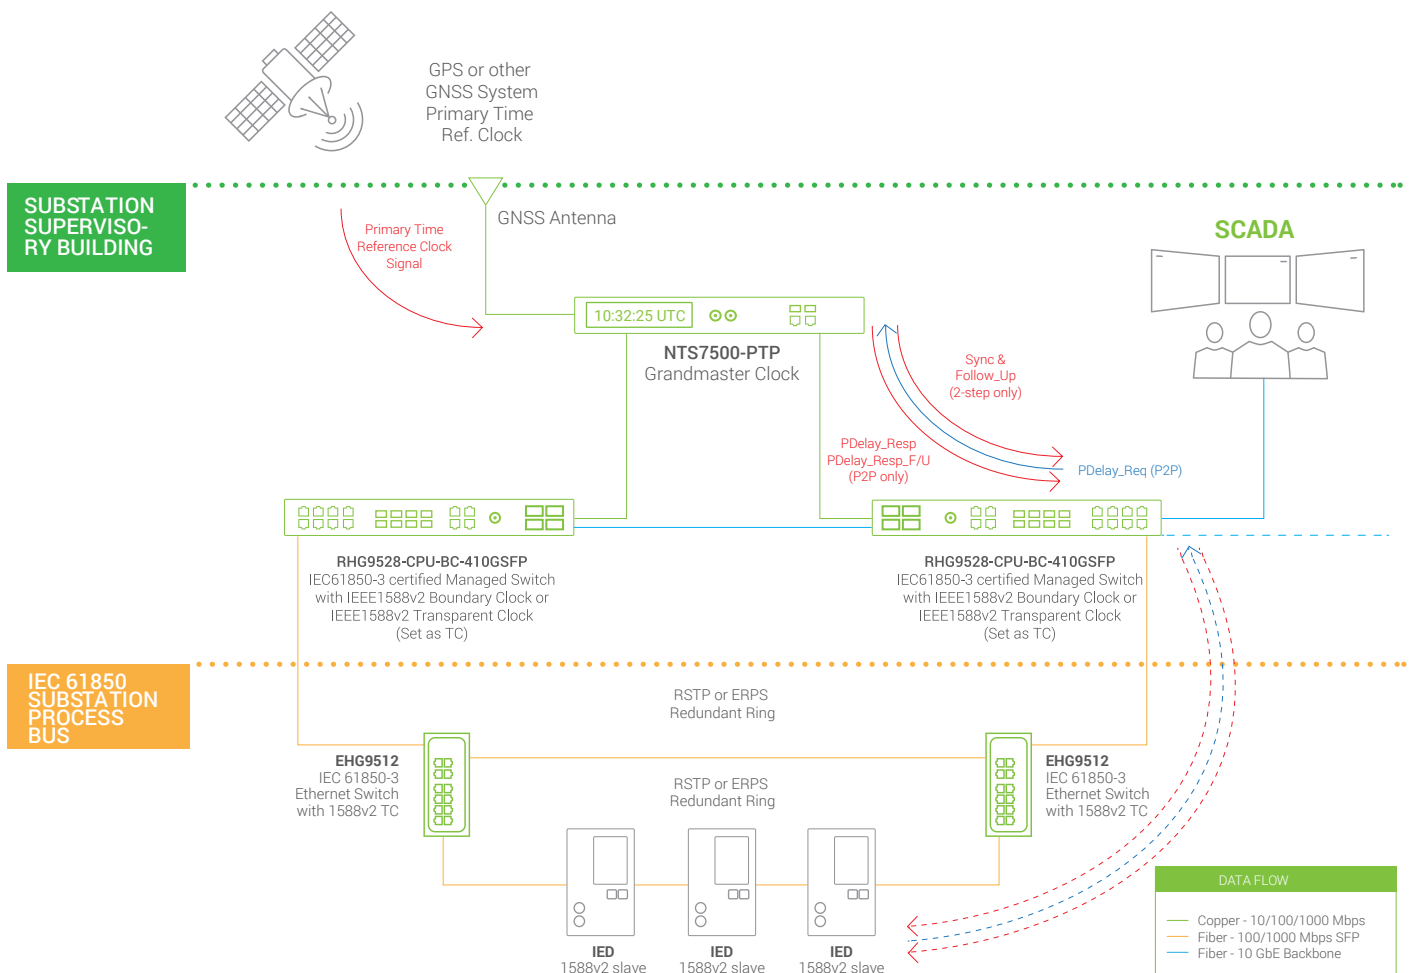 GPS or other
GNSS System
Primary Time
Ref. Clock
SUBSTATION
SUPERVISO-
RY BUILDING
GNSS Antenna
Primary Time
Reference Clock
Signal
SCADA
10:32:25 UTC
NTS7500-PTP
Grandmaster Clock
Sync &
Follow_Up
(2-step only)
PDelay_Resp
PDelay_Resp_F/U
(P2P only)
PDelay_Req (P2P)
RHG9528-CPU-BC-410GSFP
IEC61850-3 certified Managed Switch
with IEEE1588v2 Boundary Clock or
IEEE1588v2 Transparent Clock
(Set as TC)
RHG9528-CPU-BC-410GSFP
IEC61850-3 certified Managed Switch
with IEEE1588v2 Boundary Clock or
IEEE1588v2 Transparent Clock
(Set as TC)
IEC 61850
SUBSTATION
PROCESS
BUS
RSTP or ERPS
Redundant Ring
EHG9512
IEC 61850-3
Ethernet Switch
with 1588v2 TC
RSTP or ERPS
Redundant Ring
EHG9512
IEC 61850-3
Ethernet Switch
with 1588v2 TC
IED
1588v2 slave
IED
1588v2 slave
IED
1588v2 slave
DATA FLOW
Copper - 10/100/1000 Mbps
Fiber - 100/1000 Mbps SFP
Fiber - 10 GbE Backbone